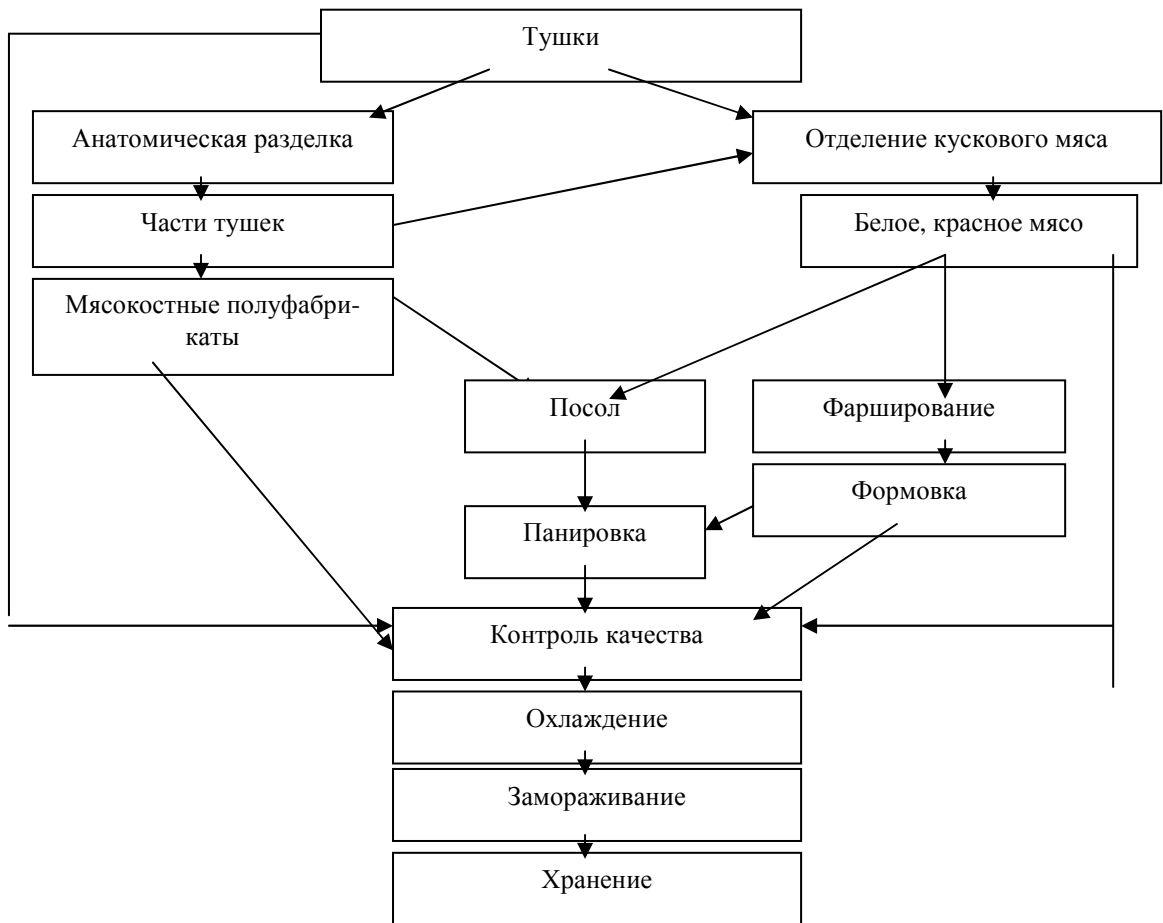 Тушки
Анатомическая разделка
Отделение кускового мяса
Части тушек
Белое, красное мясо
Мясокостные полуфабри-
каты
Посол
Фарширование
Формовка
Панировка
Контроль качества
Охлаждение
Замораживание
Хранение